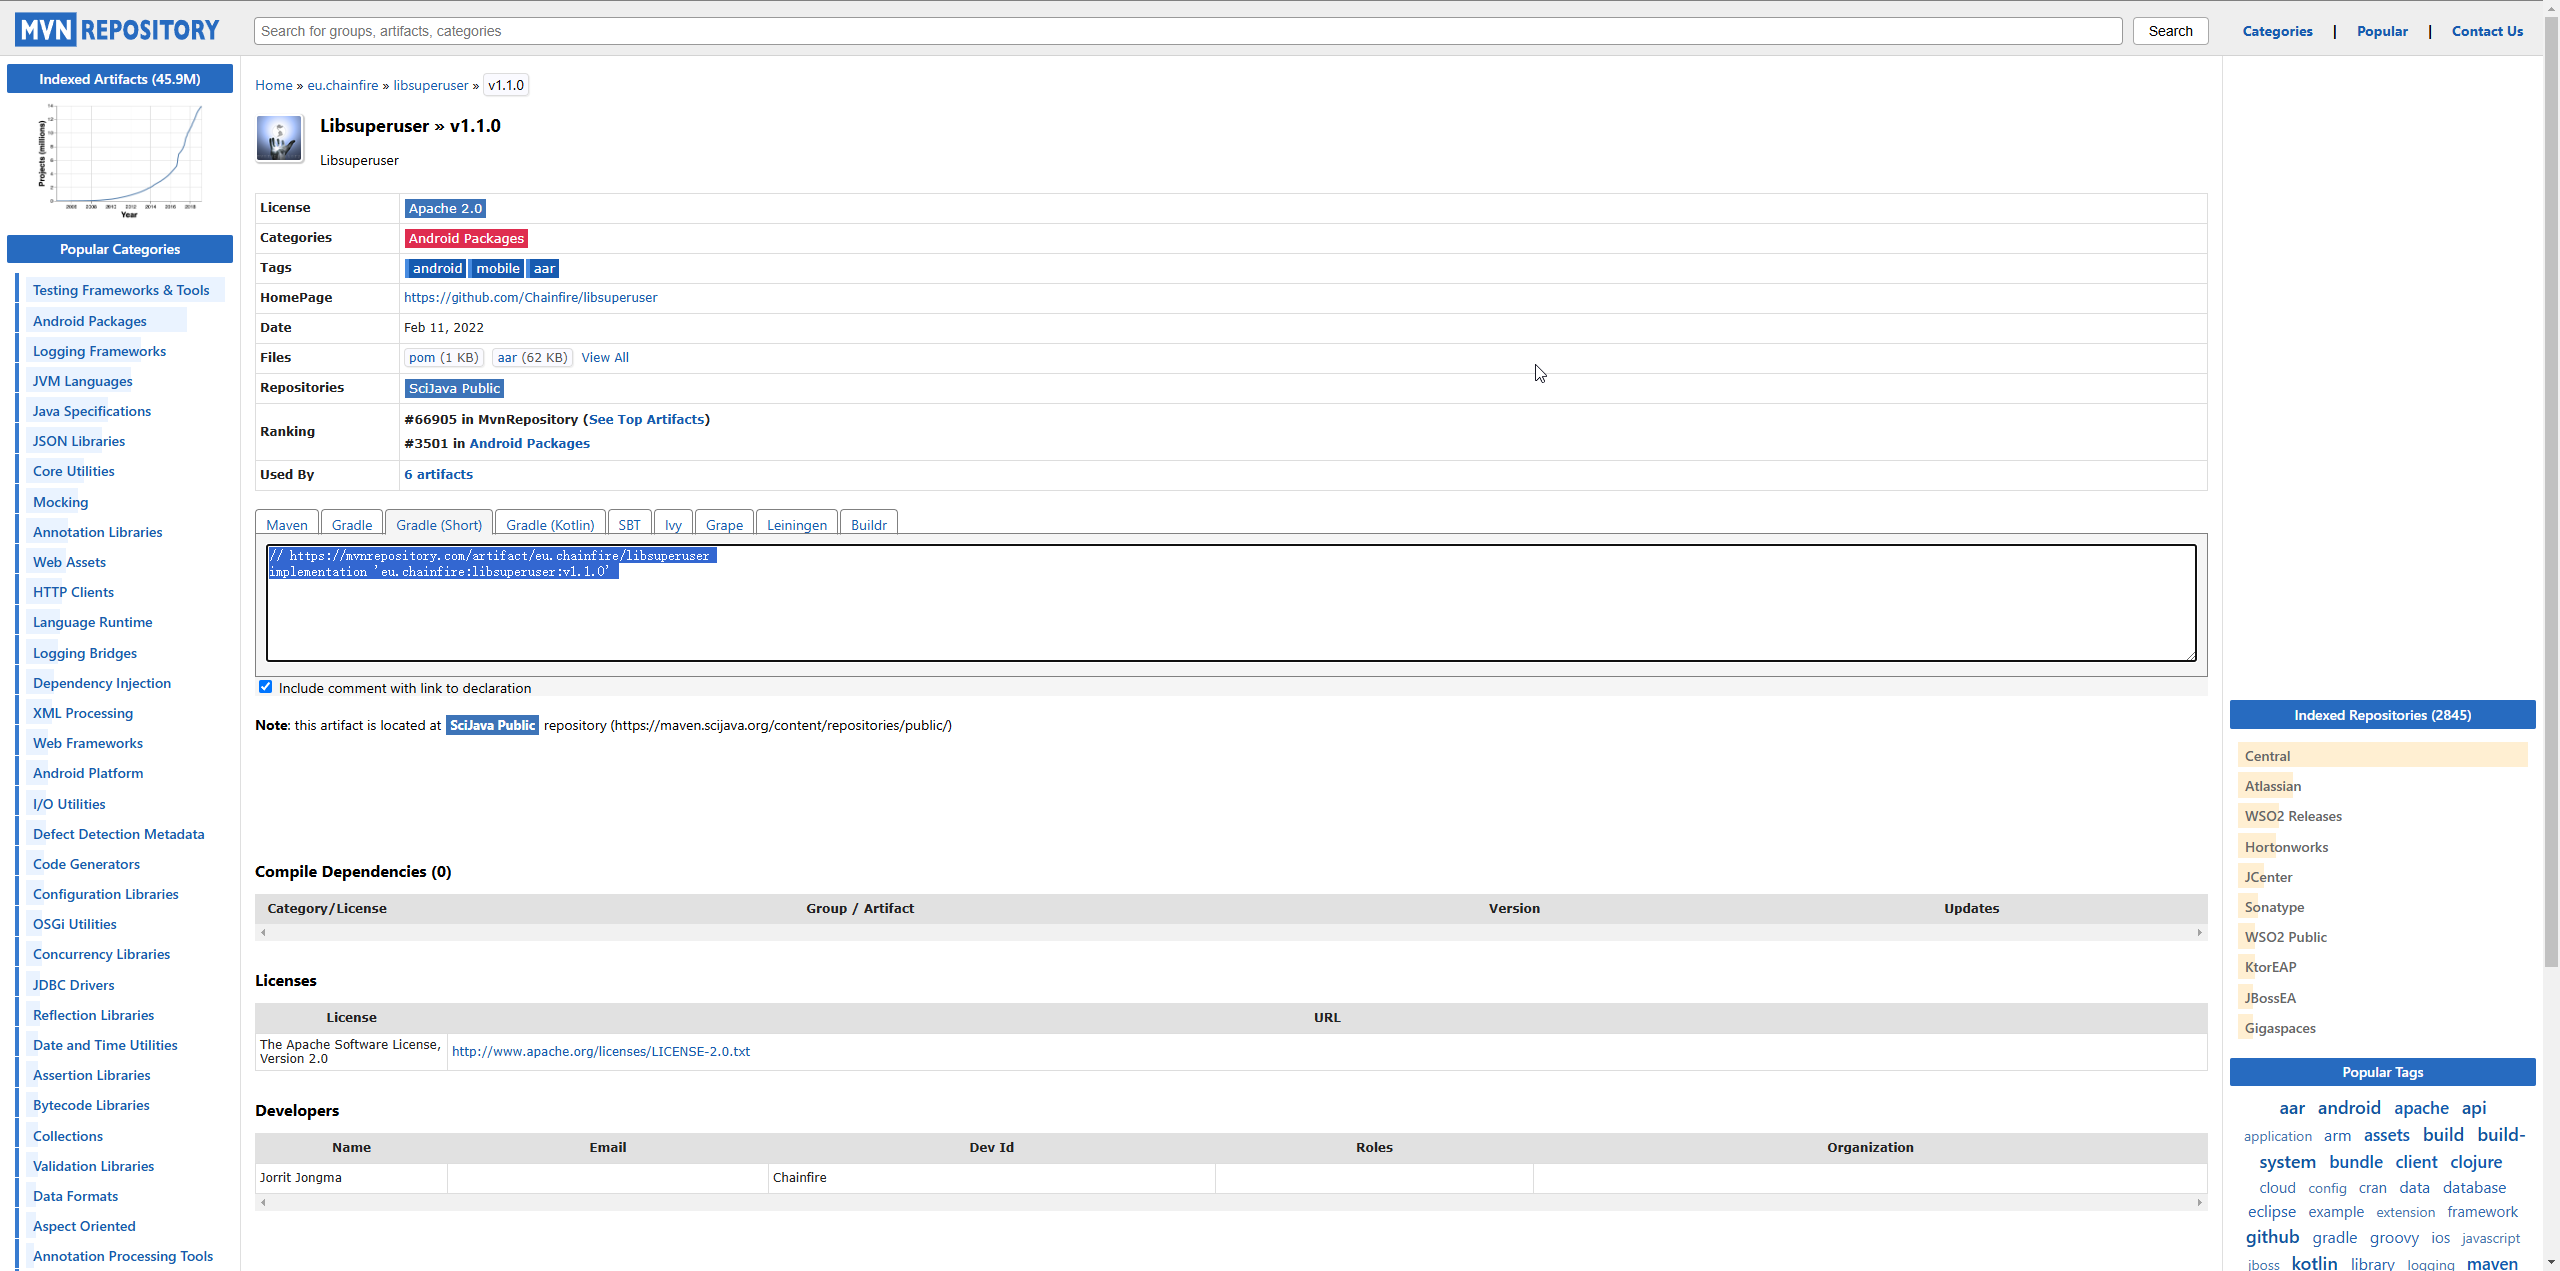 MVN REPOSITORY
Search for groups, artifacts, categories
Search
Categories | Popular | Contact Us
Indexed Artifacts (45.9M)
Projects (millions)
Year
Popular Categories
Testing Frameworks & Tools
Android Packages
Logging Frameworks
JVM Languages
Java Specifications
JSON Libraries
Core Utilities
Mocking
Annotation Libraries
Web Assets
HTTP Clients
Language Runtime
Logging Bridges
Dependency Injection
XML Processing
Web Frameworks
Android Platform
I/O Utilities
Defect Detection Metadata
Code Generators
Configuration Libraries
OSGi Utilities
Concurrency Libraries
JDBC Drivers
Reflection Libraries
Date and Time Utilities
Assertion Libraries
Bytecode Libraries
Collections
Validation Libraries
Data Formats
Aspect Oriented
Annotation Processing Tools
Home » eu.chainfire » libsuperuser » v1.1.0
Libsuperuser » v1.1.0
Libsuperuser
License Apache 2.0
Categories Android Packages
Tags android mobile aar
HomePage https://github.com/Chainfire/libsuperuser
Date Feb 11, 2022
Files pom (1 KB) aar (62 KB) View All
Repositories SciJava Public
Ranking #66905 in MvnRepository (See Top Artifacts)
#3501 in Android Packages
Used By 6 artifacts
Maven Gradle Gradle (Short) Gradle (Kotlin) SBT Ivy Grape Leiningen Buildr
// https://mvnrepository.com/artifact/eu.chainfire/libsuperuser
implementation 'eu.chainfire:libsuperuser:v1.1.0'
Include comment with link to declaration
Note: this artifact is located at SciJava Public repository (https://maven.scijava.org/content/repositories/public/)
Compile Dependencies (0)
Category/License Group / Artifact Version Updates
Licenses
License URL
The Apache Software License, Version 2.0 http://www.apache.org/licenses/LICENSE-2.0.txt
Developers
Name Email Dev Id Roles Organization
Jorrit Jongma Chainfire
Indexed Repositories (2845)
Central
Atlassian
WSO2 Releases
Hortonworks
JCenter
Sonatype
WSO2 Public
KtorEAP
JBossEA
Gigaspaces
Popular Tags
aar android apache api
application arm assets build build-
system bundle client clojure
cloud config cran data database
eclipse example extension framework
github gradle groovy ios javascript
jboss kotlin library logging maven